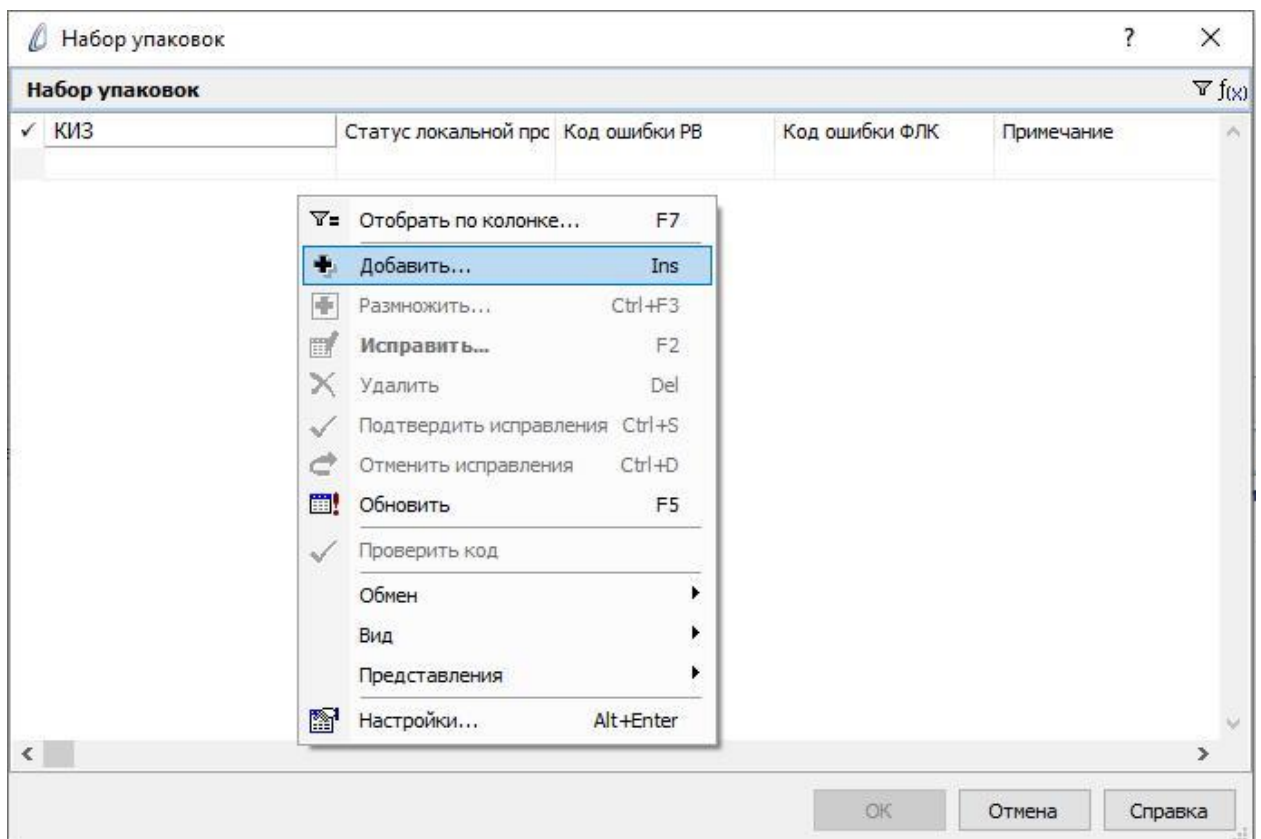 Набор упаковок ?
Набор упаковок f(x)
КИЗ Статус локальной про Код ошибки РВ Код ошибки ФЛК Примечание
Отобрать по колонке... F7
Добавить... Ins
Размножить... Ctrl+F3
Исправить... F2
Удалить Del
Подтвердить исправления Ctrl+S
Отменить исправления Ctrl+D
Обновить F5
Проверить код
Обмен
Вид
Представления
Настройки... Alt+Enter
ОК Отмена Справка